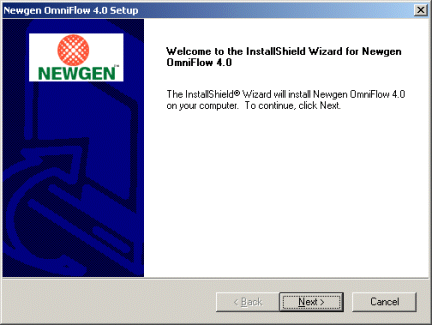 Newgen OmniFlow 4.0 Setup
NEWGEN™
Welcome to the InstallShield Wizard for Newgen
OmniFlow 4.0
The InstallShield® Wizard will install Newgen OmniFlow 4.0
on your computer. To continue, click Next.
< Back
Next >
Cancel